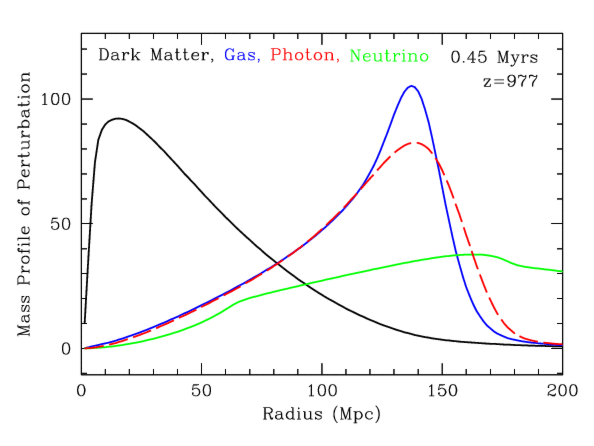 Dark Matter, Gas, Photon, Neutrino 0.45 Myrs
z=977
Mass Profile of Perturbation
100
50
0
0 50 100 150 200
Radius (Mpc)